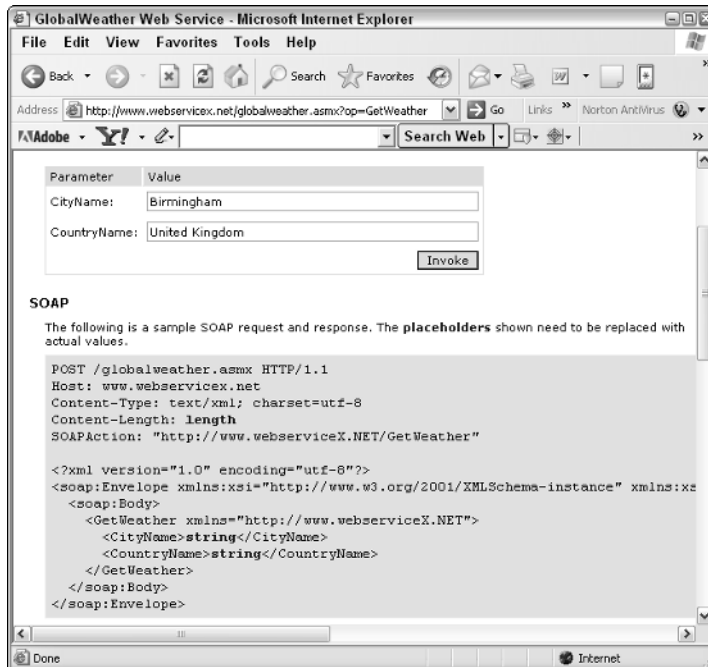 GlobalWeather Web Service - Microsoft Internet Explorer
File Edit View Favorites Tools Help
Back Search Favorites
Address http://www.webservicex.net/globalweather.asmx?op=GetWeather Go Links » Norton AntiVirus
Adobe Y! Search Web »
Parameter Value
CityName: Birmingham
CountryName: United Kingdom
Invoke
SOAP
The following is a sample SOAP request and response. The placeholders shown need to be replaced with
actual values.
POST /globalweather.asmx HTTP/1.1
Host: www.webservicex.net
Content-Type: text/xml; charset=utf-8
Content-Length: length
SOAPAction: "http://www.webserviceX.NET/GetWeather"
<?xml version="1.0" encoding="utf-8"?>
<soap:Envelope xmlns:xsi="http://www.w3.org/2001/XMLSchema-instance" xmlns:xs
<soap:Body>
<GetWeather xmlns="http://www.webserviceX.NET">
<CityName>string</CityName>
<CountryName>string</CountryName>
</GetWeather>
</soap:Body>
</soap:Envelope>
Done Internet